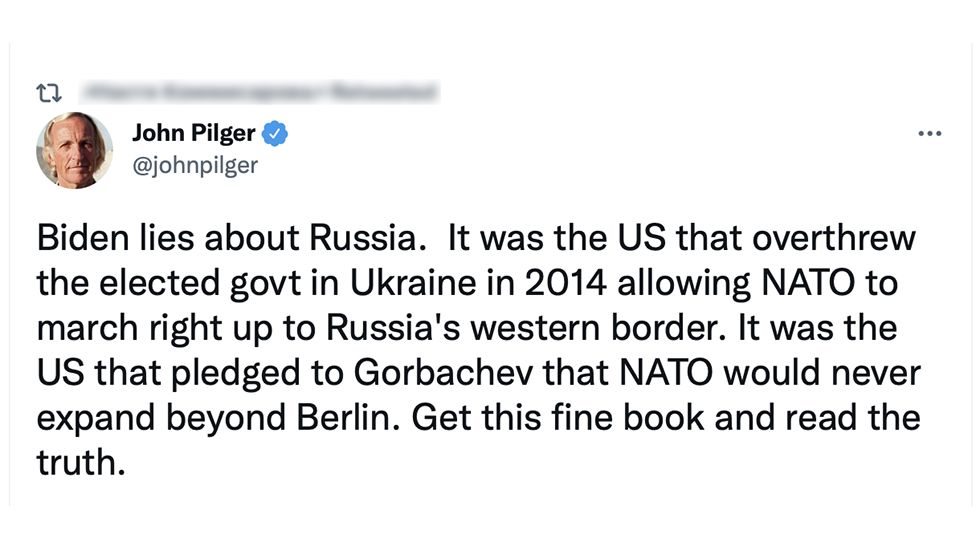 John Pilger
@johnpilger
Biden lies about Russia.  It was the US that overthrew
the elected govt in Ukraine in 2014 allowing NATO to
march right up to Russia's western border. It was the
US that pledged to Gorbachev that NATO would never
expand beyond Berlin. Get this fine book and read the
truth.